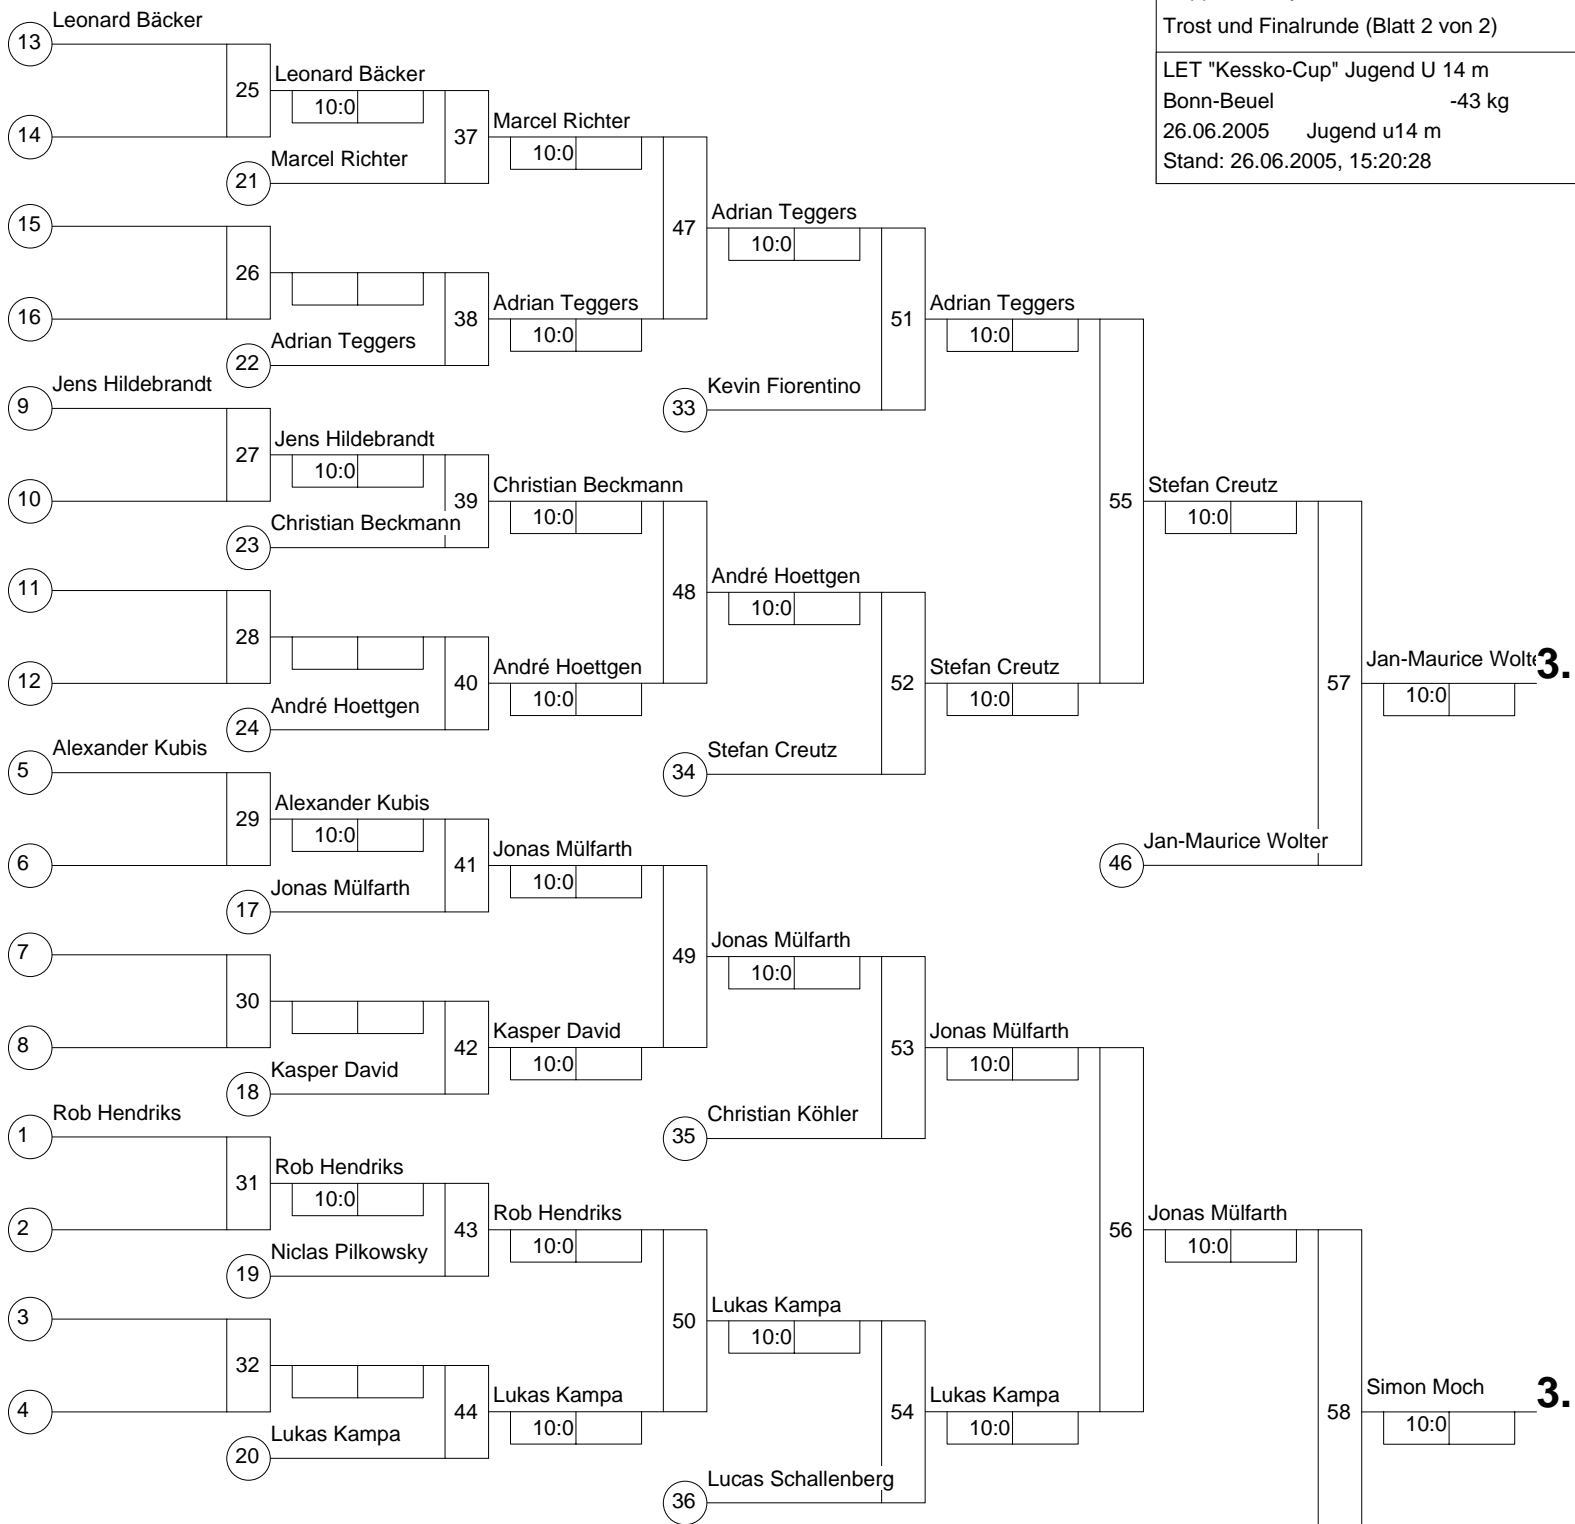 Trost und Finalrunde (Blatt 2 von 2)
LET "Kessko-Cup" Jugend U 14 m
Bonn-Beuel -43 kg
26.06.2005 Jugend u14 m
Stand: 26.06.2005, 15:20:28
13 Leonard Bäcker
25
Leonard Bäcker
10:0
14
37
Marcel Richter
10:0
21 Marcel Richter
15
47
Adrian Teggers
10:0
26
16
38
Adrian Teggers
10:0
22 Adrian Teggers
51
Adrian Teggers
10:0
9 Jens Hildebrandt
33 Kevin Fiorentino
27
Jens Hildebrandt
10:0
10
39
Christian Beckmann
10:0
23 Christian Beckmann
55
Stefan Creutz
10:0
11
48
André Hoettgen
10:0
28
12
40
André Hoettgen
10:0
24 André Hoettgen
52
Stefan Creutz
10:0
57
Jan-Maurice Wolte 3.
10:0
5 Alexander Kubis
34 Stefan Creutz
29
Alexander Kubis
10:0
6
41
Jonas Mülfarth
10:0
46 Jan-Maurice Wolter
17 Jonas Mülfarth
7
49
Jonas Mülfarth
10:0
30
8
42
Kasper David
10:0
18 Kasper David
53
Jonas Mülfarth
10:0
1 Rob Hendriks
35 Christian Köhler
31
Rob Hendriks
10:0
2
43
Rob Hendriks
10:0
19 Niclas Pilkowsky
56
Jonas Mülfarth
10:0
3
50
Lukas Kampa
10:0
32
4
44
Lukas Kampa
10:0
20 Lukas Kampa
54
Lukas Kampa
10:0
58
Simon Moch 3.
10:0
36 Lucas Schallenberg